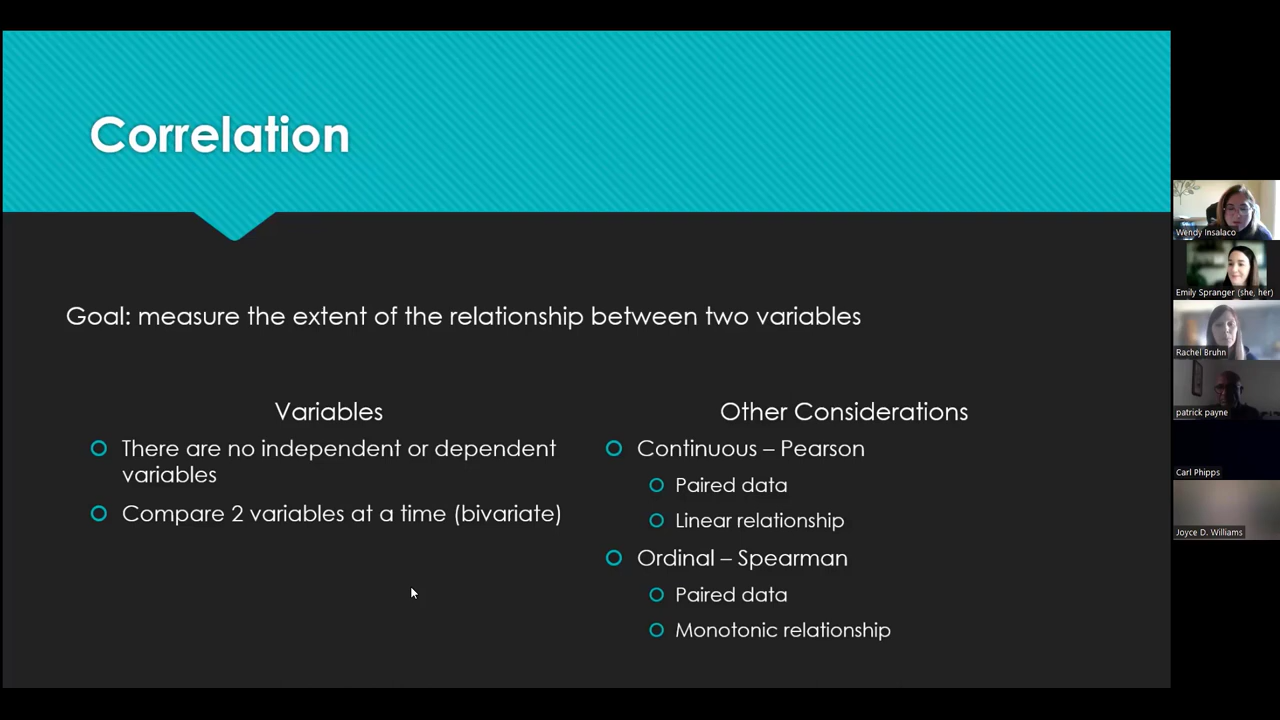 Correlation
Goal: measure the extent of the relationship between two variables
Variables
There are no independent or dependent
variables
Compare 2 variables at a time (bivariate)
Other Considerations
Continuous – Pearson
Paired data
Linear relationship
Ordinal – Spearman
Paired data
Monotonic relationship
Wendy Insalaco
Emily Spranger (she, her)
Rachel Bruhn
patrick payne
Carl Phipps
Joyce D. Williams